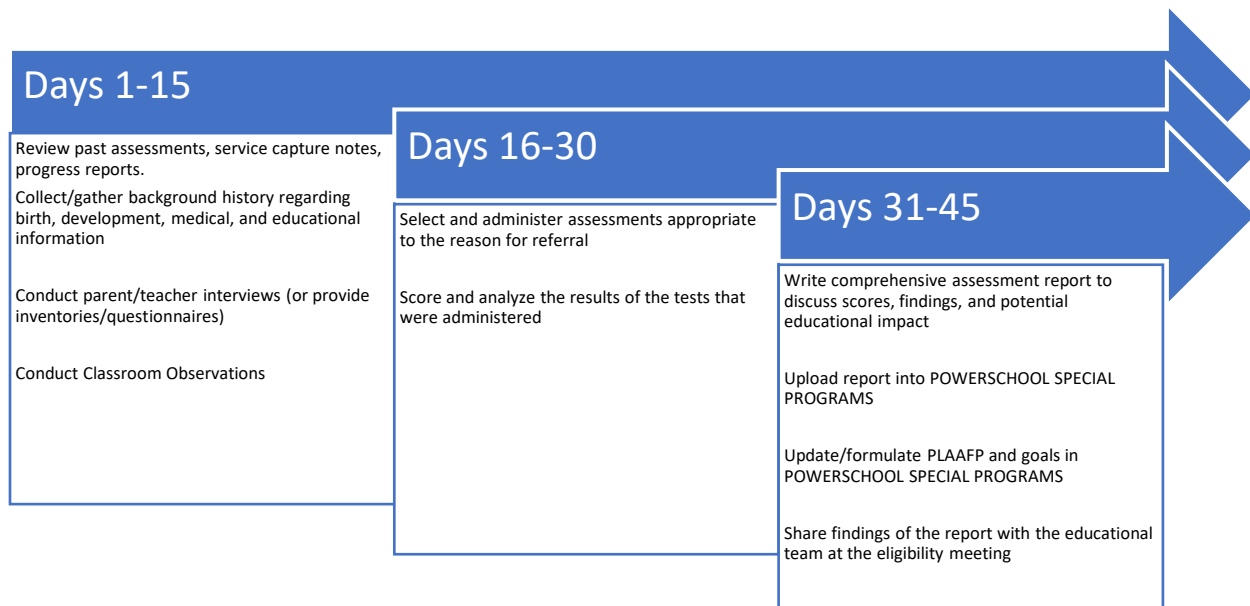 Days 1-15
Review past assessments, service capture notes,
progress reports.
Collect/gather background history regarding
birth, development, medical, and educational
information
Conduct parent/teacher interviews (or provide
inventories/questionnaires)
Conduct Classroom Observations
Days 16-30
Select and administer assessments appropriate
to the reason for referral
Score and analyze the results of the tests that
were administered
Days 31-45
Write comprehensive assessment report to
discuss scores, findings, and potential
educational impact
Upload report into POWERSCHOOL SPECIAL
PROGRAMS
Update/formulate PLAAFP and goals in
POWERSCHOOL SPECIAL PROGRAMS
Share findings of the report with the educational
team at the eligibility meeting